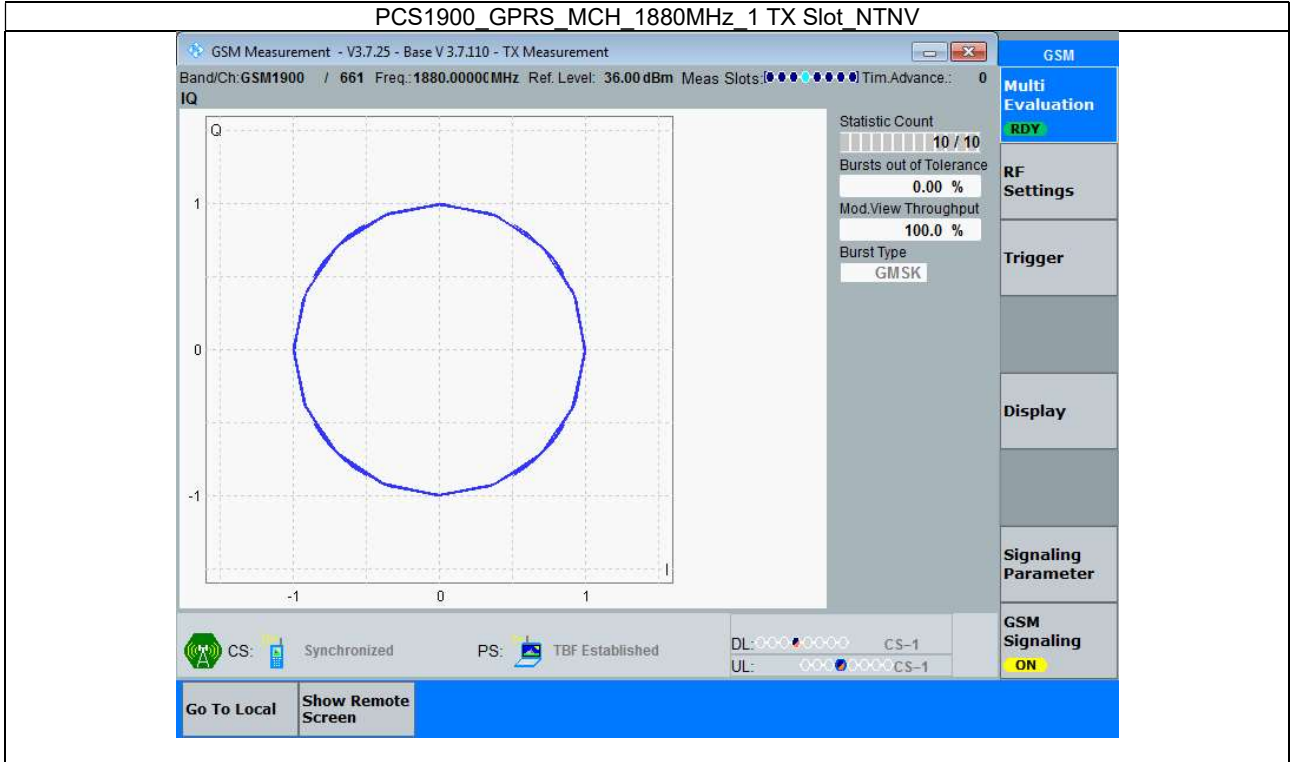 PCS1900_GPRS_MCH_1880MHz_1 TX Slot_NTNV
GSM Measurement - V3.7.25 - Base V 3.7.110 - TX Measurement
GSM
Band/Ch:GSM1900 / 661 Freq.:1880.00000MHz Ref. Level: 36.00 dBm Meas Slots: Tim.Advance.: 0
IQ
Multi
Evaluation
RDY
RF
Settings
Trigger
Display
Signaling
Parameter
GSM
Signaling
ON
Statistic Count
10 / 10
Bursts out of Tolerance
0.00 %
Mod.View Throughput
100.0 %
Burst Type
GMSK
Q
1
0
-1
I
-1 0 1
CS: Synchronized PS: TBF Established
DL: CS-1
UL: CS-1
Go To Local
Show Remote
Screen